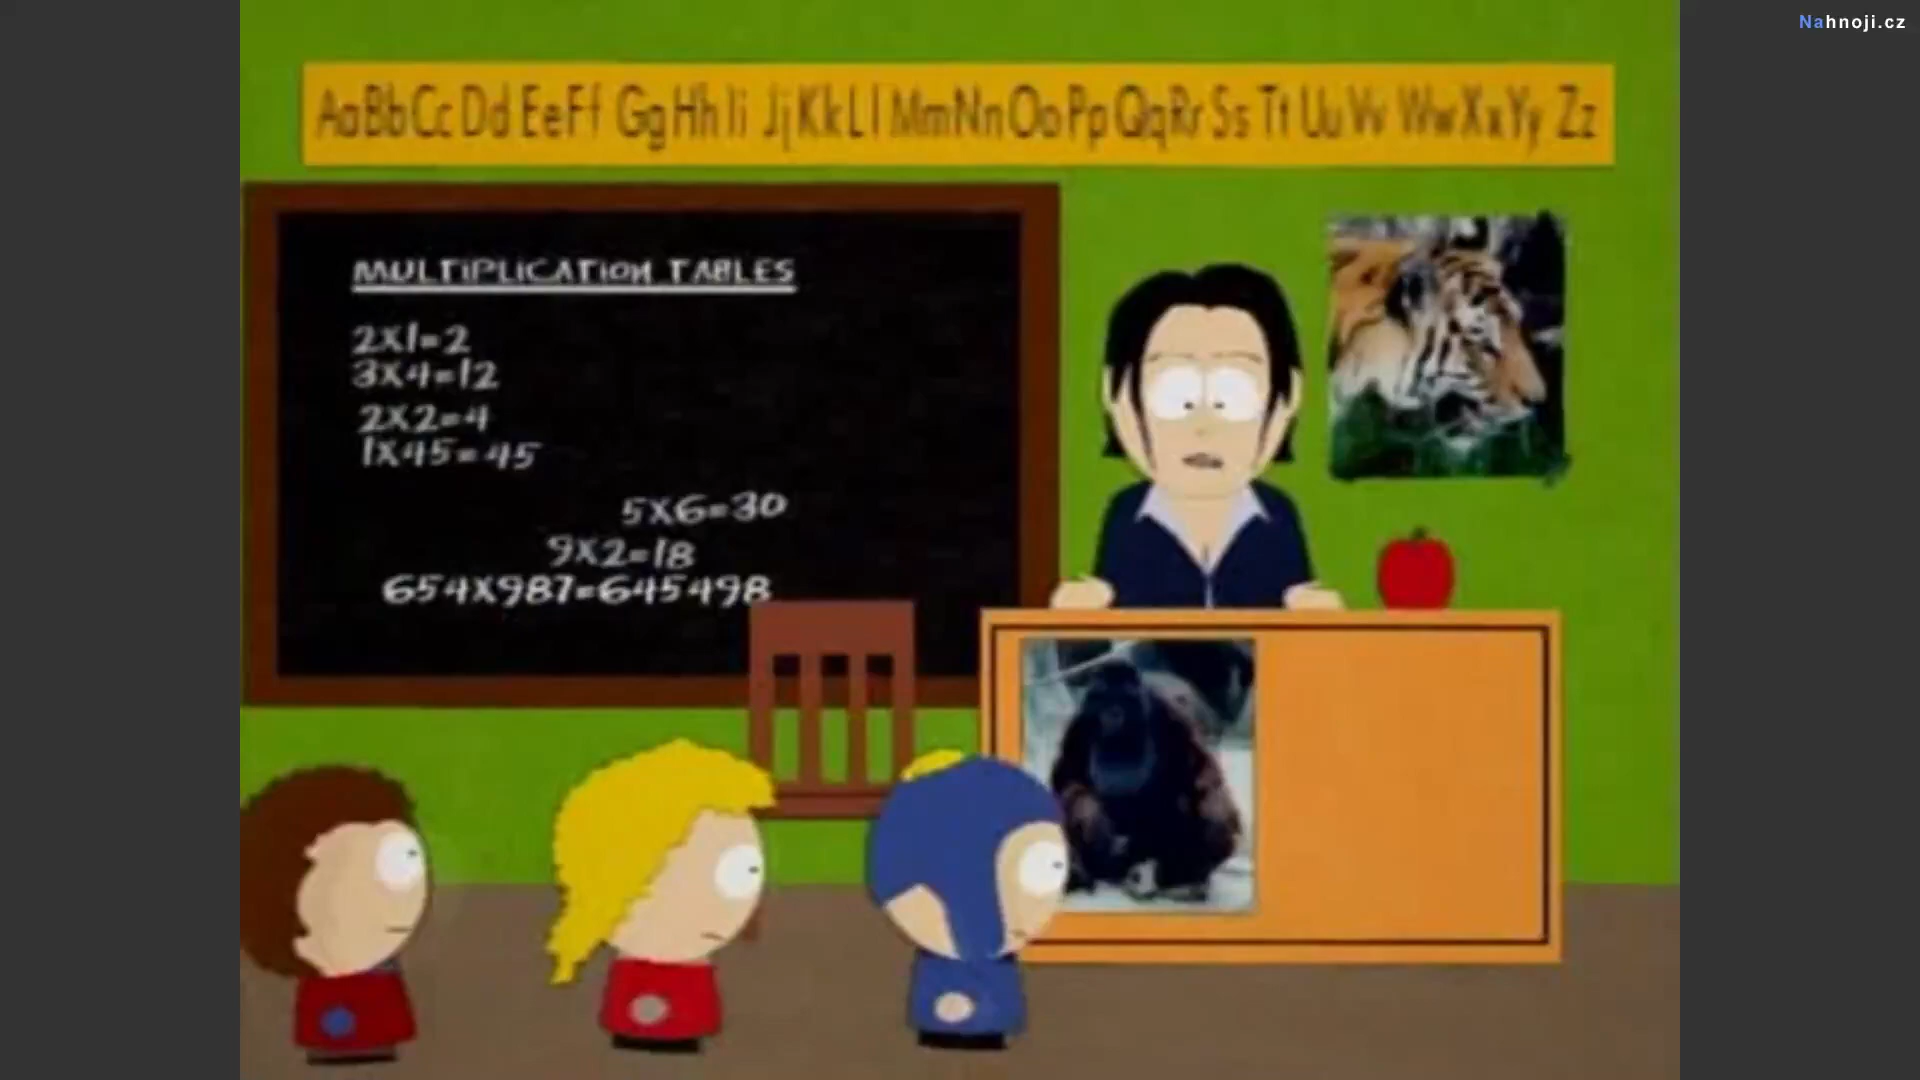 Nahnoji.cz
AaBbCcDdEeFfGgHhIiJjKkLlMmNnOoPpQqRrSsTtUuVvWwXxYyZz
MULTIPLICATION TABLES
2X1=2
3X4=12
2X2=4
1X45=45
5X6=30
9X2=18
654X987=645498